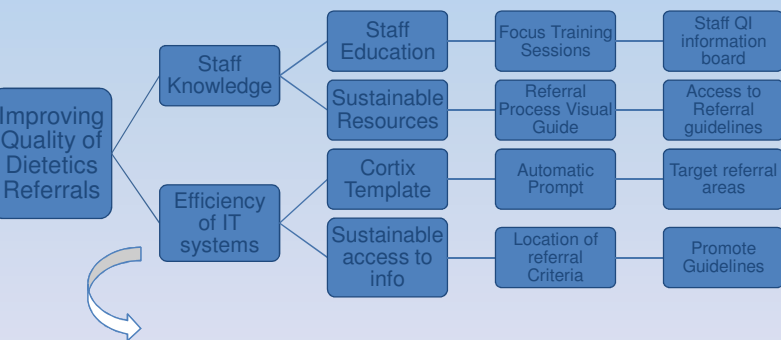 Improving
Quality of
Dietetics
Referrals
Staff
Knowledge
Efficiency
of IT
systems
Staff
Education
Focus Training
Sessions
Staff QI
information
board
Sustainable
Resources
Referral
Process Visual
Guide
Access to
Referral
guidelines
Cortix
Template
Automatic
Prompt
Target referral
areas
Sustainable
access to
info
Location of
referral
Criteria
Promote
Guidelines